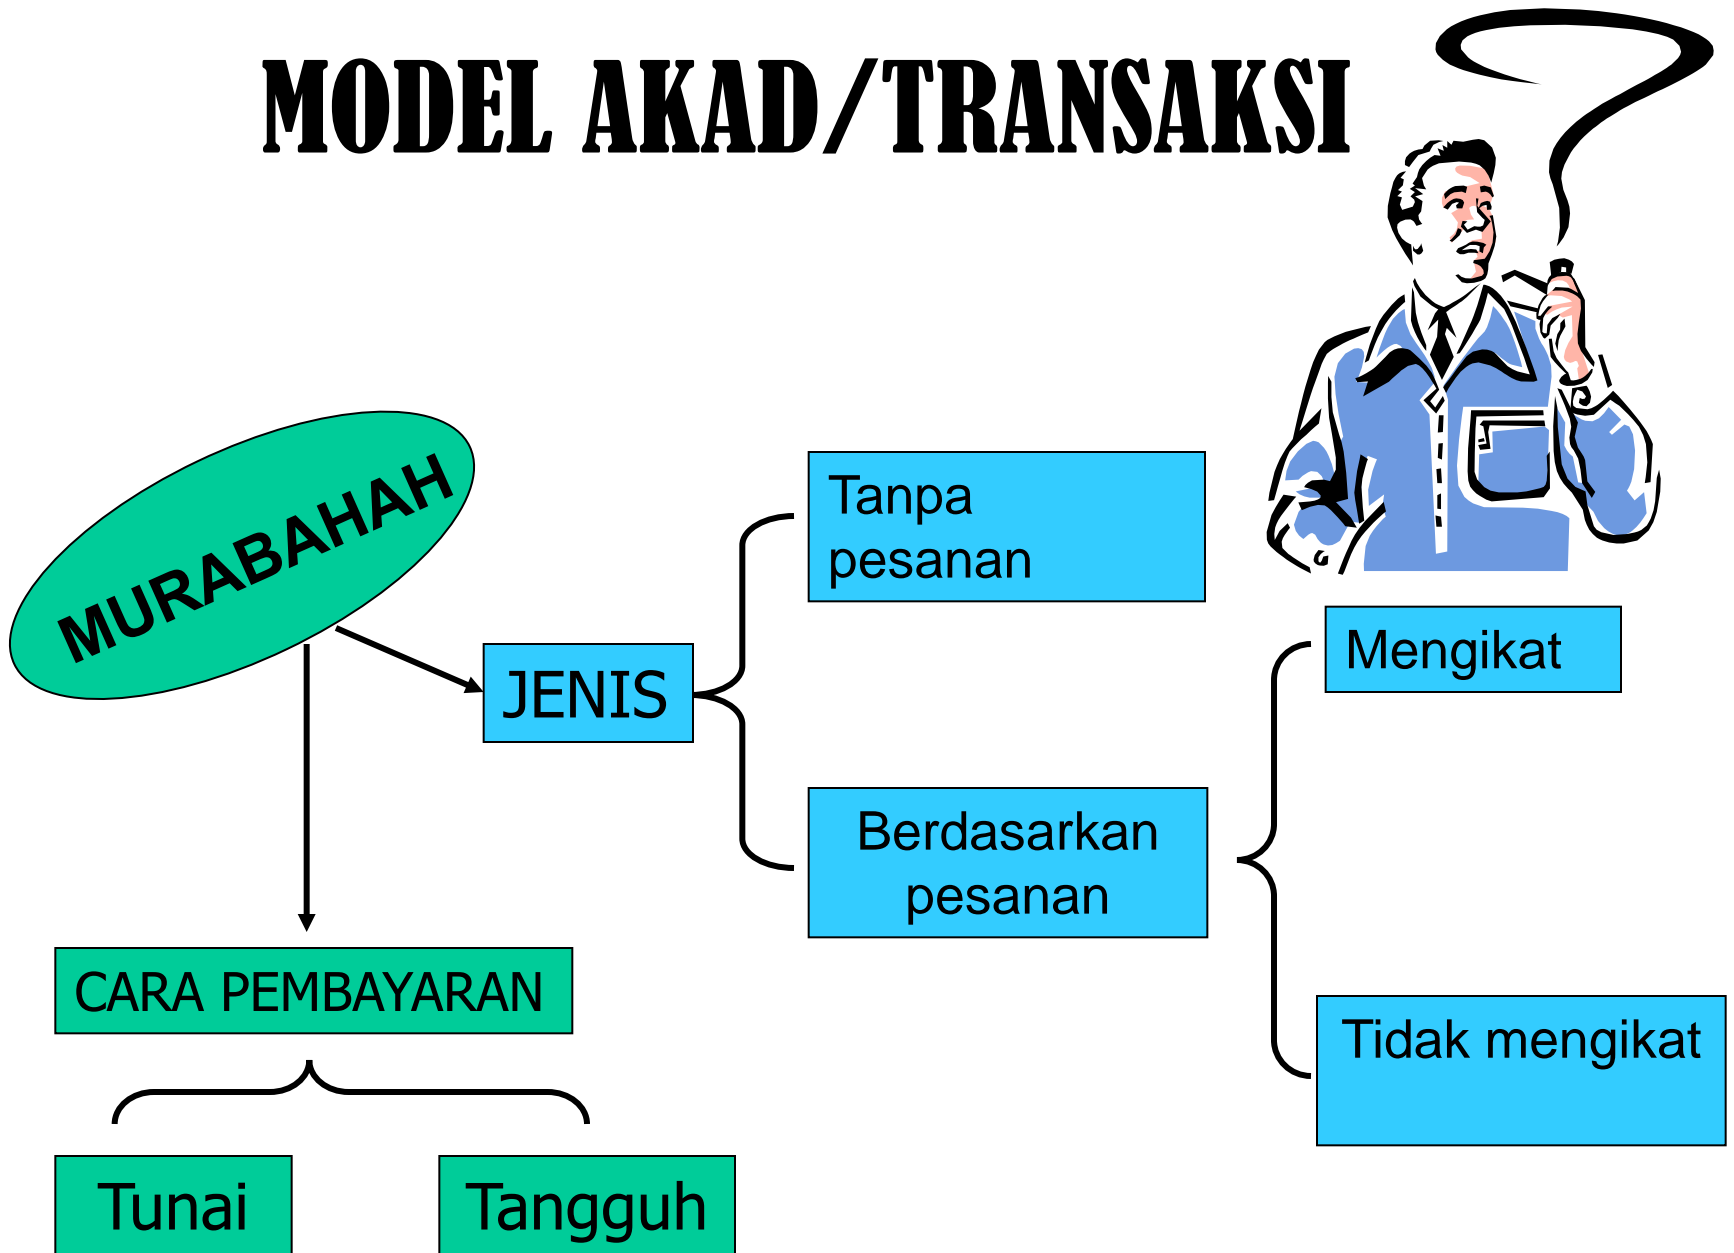 MODEL AKAD/TRANSAKSI
MURABAHAH
JENIS
Tanpa
pesanan
Berdasarkan
pesanan
Mengikat
Tidak mengikat
CARA PEMBAYARAN
Tunai
Tangguh